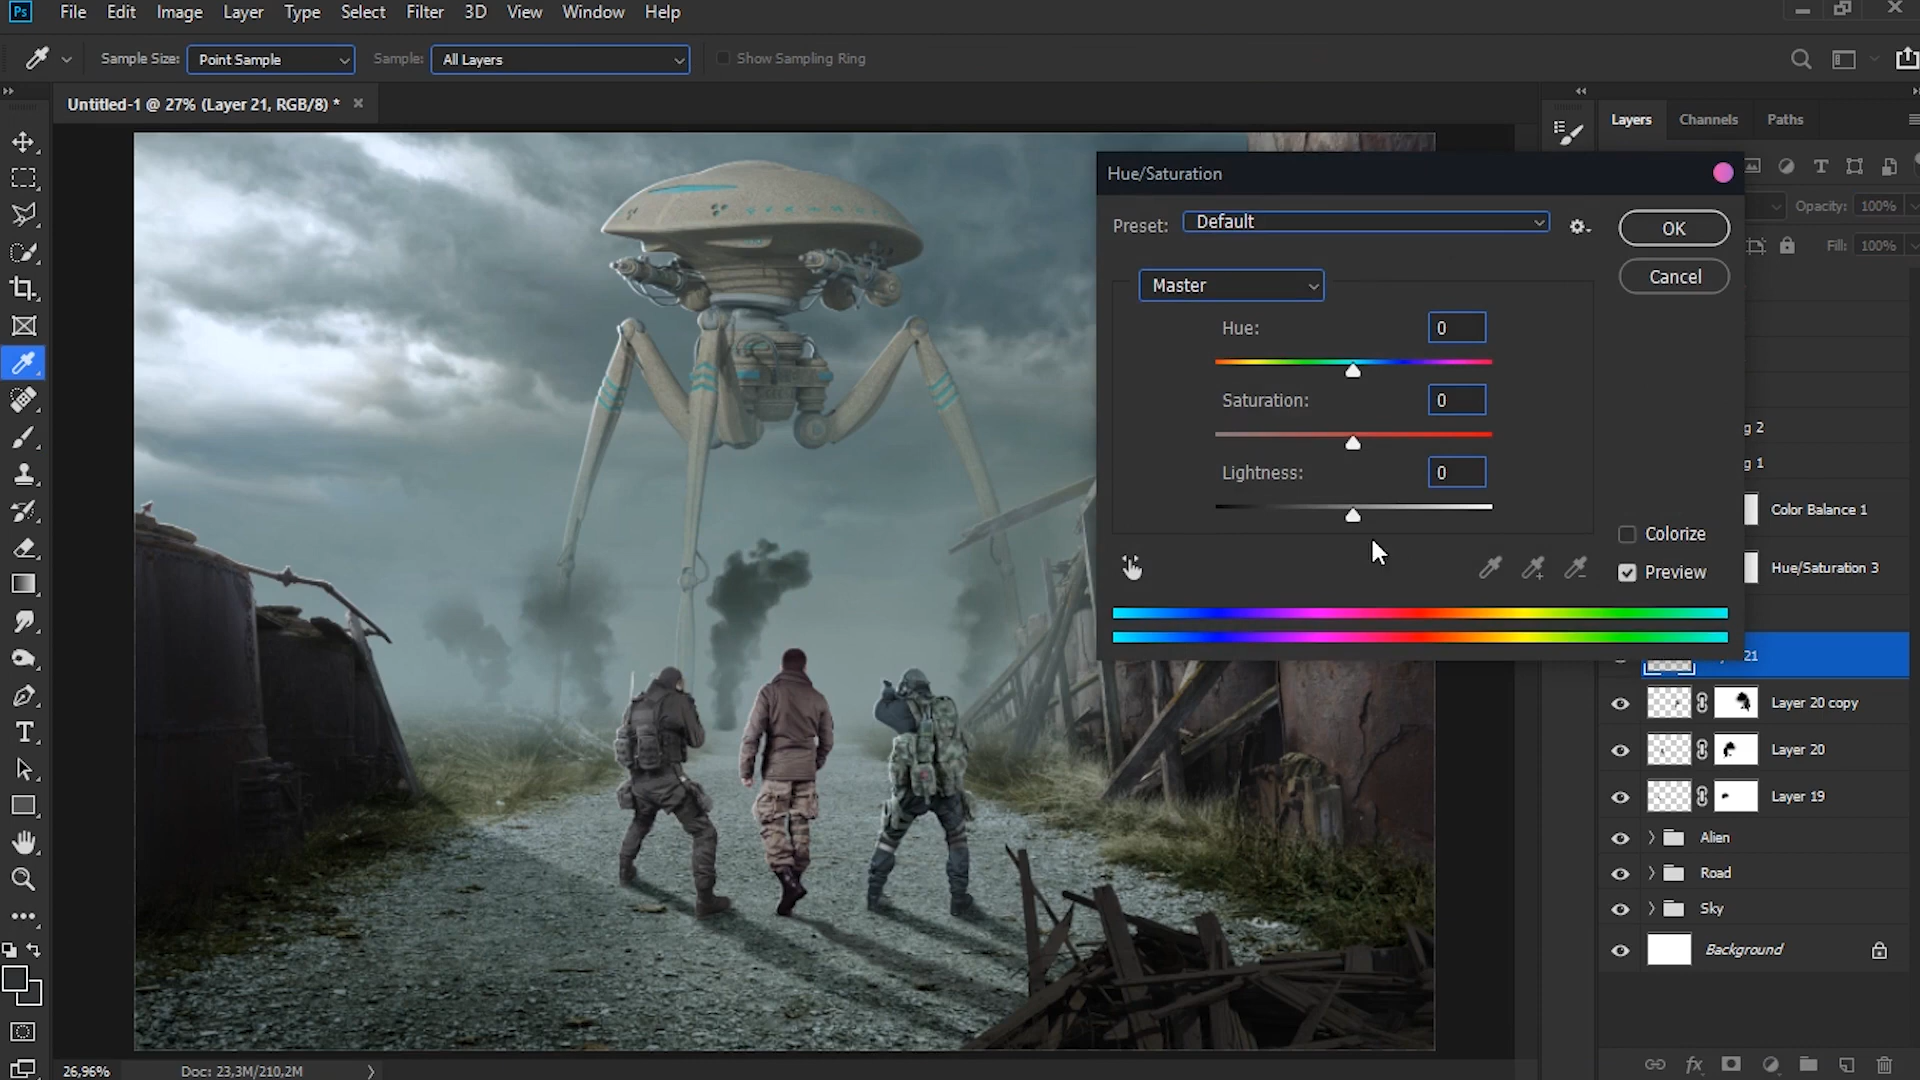 Ps File Edit Image Layer Type Select Filter 3D View Window Help
Sample Size: Point Sample Sample: All Layers Show Sampling Ring
Untitled-1 @ 27% (Layer 21, RGB/8) *
Layers Channels Paths
Hue/Saturation
Preset: Default
OK
Opacity: 100%
Fill: 100%
Cancel
Master
Hue: 0
Saturation: 0
Lightness: 0
Colorize
Preview
g 2
g 1
Color Balance 1
Hue/Saturation 3
21
Layer 20 copy
Layer 20
Layer 19
Alien
Road
Sky
Background
26,96% Doc: 23,3M/210,2M